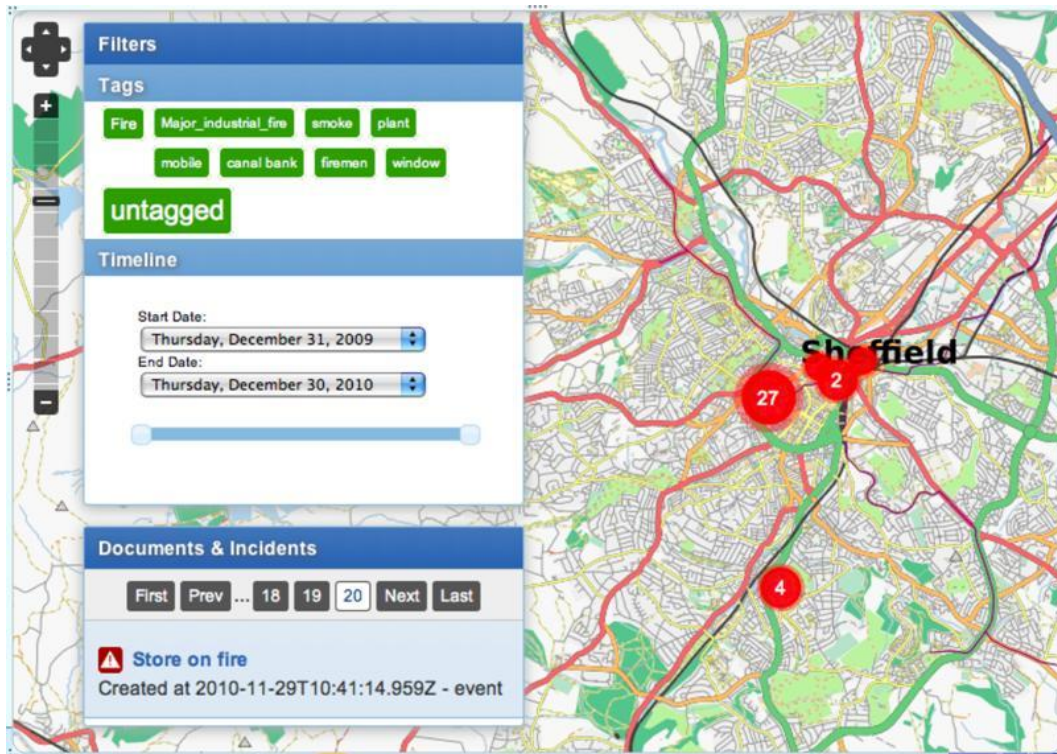 Filters
Tags
Fire Major_industrial_fire smoke plant
mobile canal bank firemen window
untagged
Timeline
Start Date:
Thursday, December 31, 2009
End Date:
Thursday, December 30, 2010
Sheffield
27
2
4
Documents & Incidents
First Prev ... 18 19 20 Next Last
Store on fire
Created at 2010-11-29T10:41:14.959Z - event